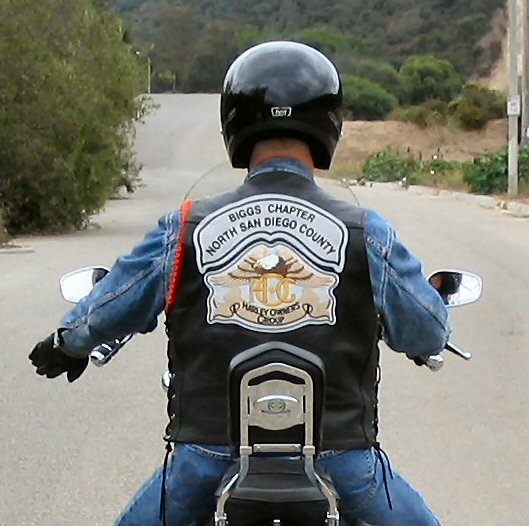 BIGGS CHAPTER
NORTH SAN DIEGO COUNTY
HOG
HARLEY OWNERS
GROUP